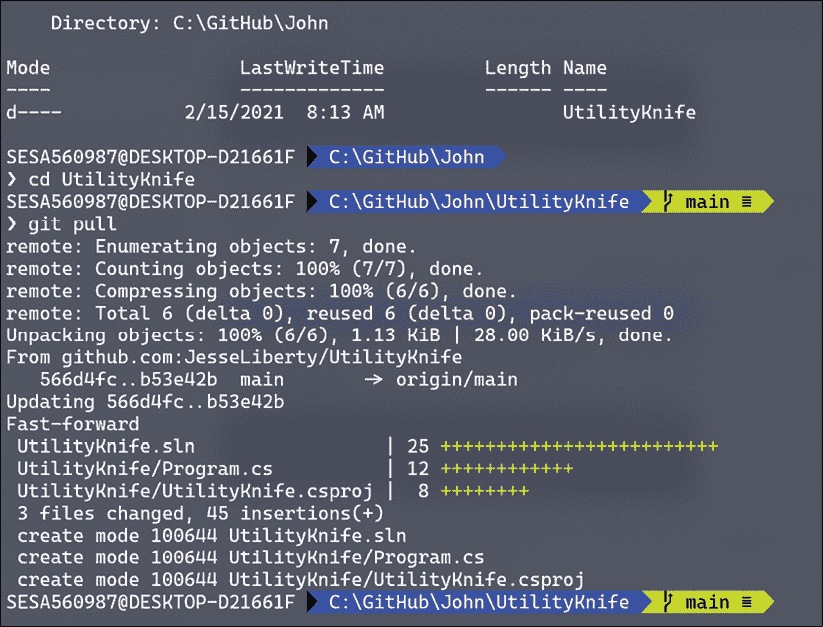 Directory: C:\GitHub\John
Mode LastWriteTime Length Name
---- ------------- ------ ----
d---- 2/15/2021 8:13 AM UtilityKnife
SESA560987@DESKTOP-D21661F C:\GitHub\John
❯ cd UtilityKnife
SESA560987@DESKTOP-D21661F C:\GitHub\John\UtilityKnife main ≡
❯ git pull
remote: Enumerating objects: 7, done.
remote: Counting objects: 100% (7/7), done.
remote: Compressing objects: 100% (6/6), done.
remote: Total 6 (delta 0), reused 6 (delta 0), pack-reused 0
Unpacking objects: 100% (6/6), 1.13 KiB | 28.00 KiB/s, done.
From github.com:JesseLiberty/UtilityKnife
566d4fc..b53e42b main -> origin/main
Updating 566d4fc..b53e42b
Fast-forward
UtilityKnife.sln | 25 +++++++++++++++++++++++++
UtilityKnife/Program.cs | 12 ++++++++++++
UtilityKnife/UtilityKnife.csproj | 8 ++++++++
3 files changed, 45 insertions(+)
create mode 100644 UtilityKnife.sln
create mode 100644 UtilityKnife/Program.cs
create mode 100644 UtilityKnife/UtilityKnife.csproj
SESA560987@DESKTOP-D21661F C:\GitHub\John\UtilityKnife main ≡